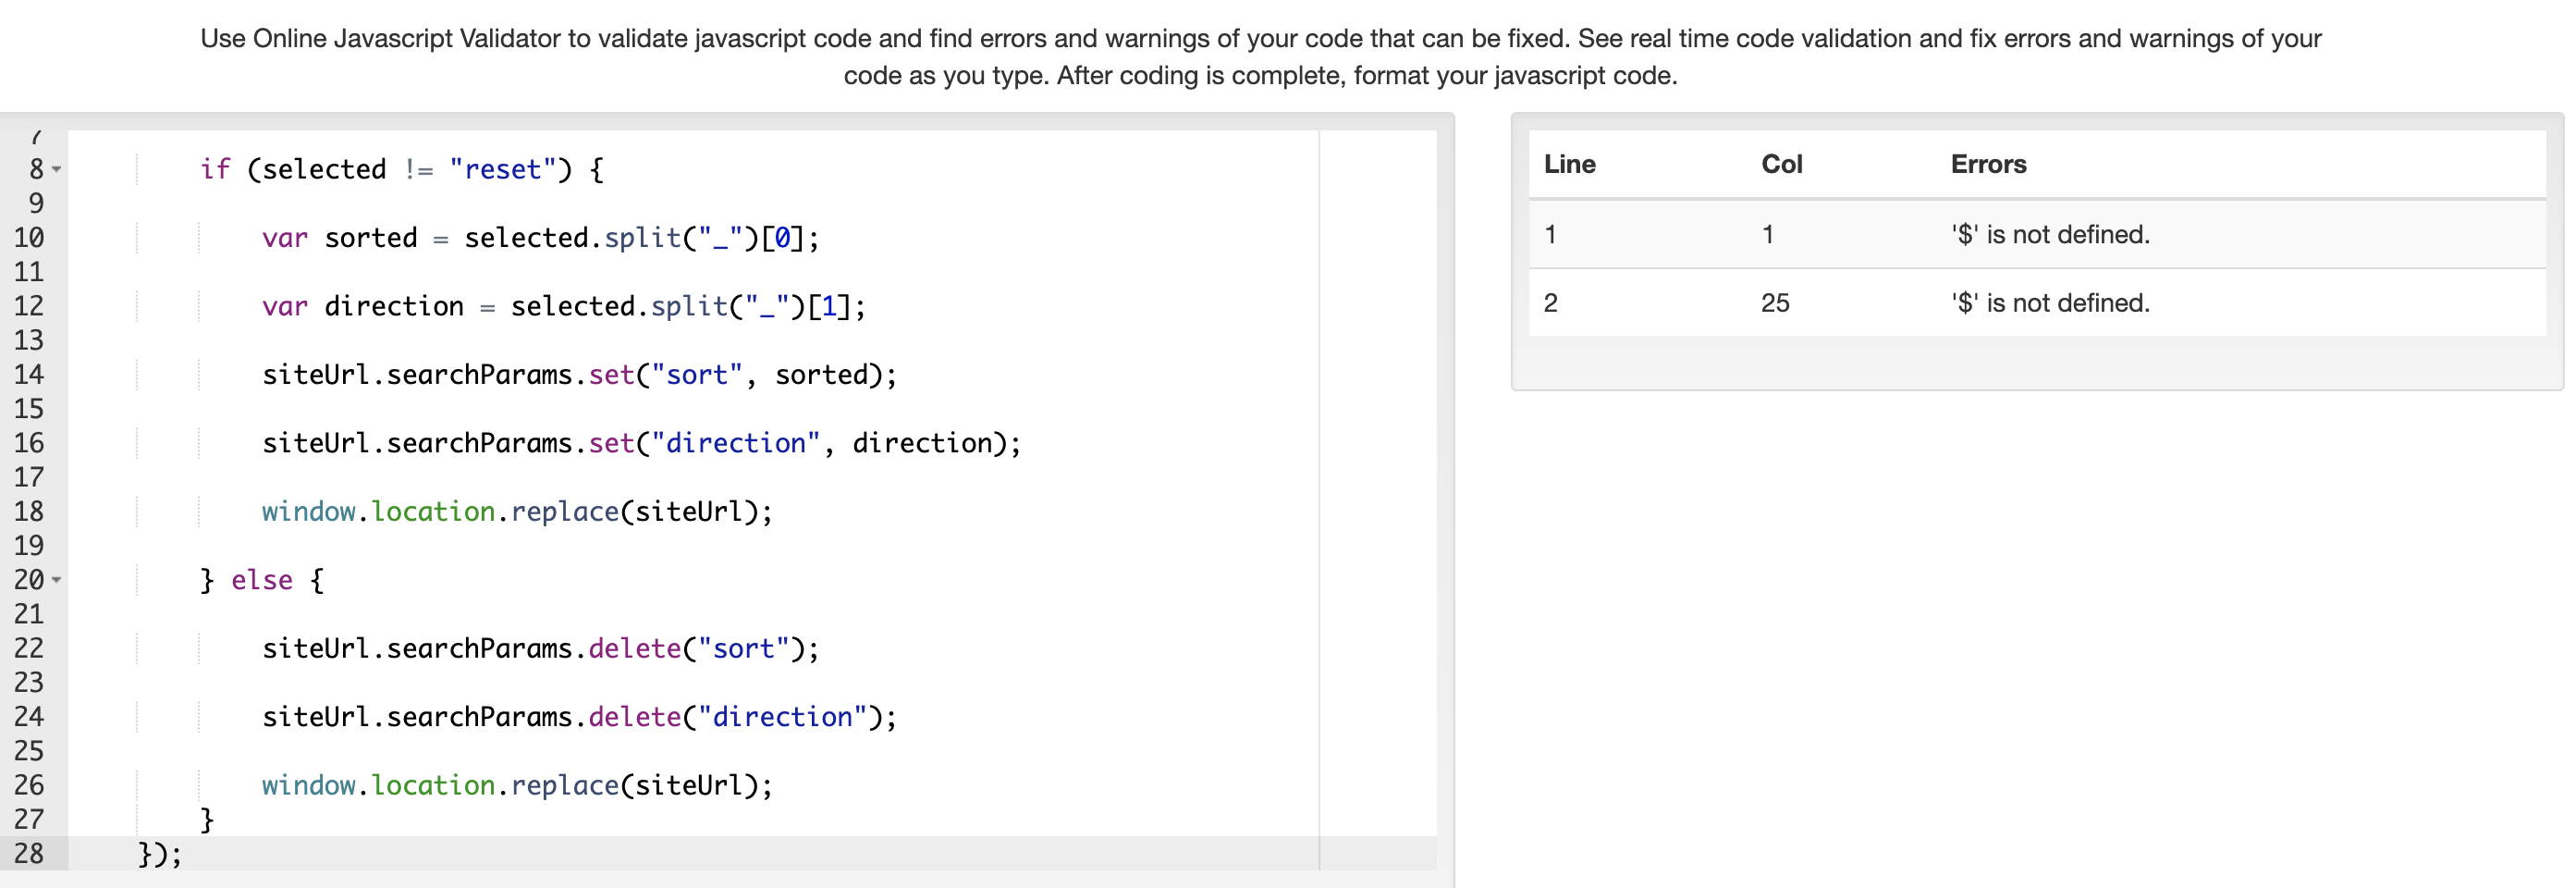 Use Online Javascript Validator to validate javascript code and find errors and warnings of your code that can be fixed. See real time code validation and fix errors and warnings of your
code as you type. After coding is complete, format your javascript code.
7
8 if (selected != "reset") {
9
10 var sorted = selected.split("_")[0];
11
12 var direction = selected.split("_")[1];
13
14 siteUrl.searchParams.set("sort", sorted);
15
16 siteUrl.searchParams.set("direction", direction);
17
18 window.location.replace(siteUrl);
19
20 } else {
21
22 siteUrl.searchParams.delete("sort");
23
24 siteUrl.searchParams.delete("direction");
25
26 window.location.replace(siteUrl);
27 }
28 });
Line Col Errors
1 1 '$' is not defined.
2 25 '$' is not defined.